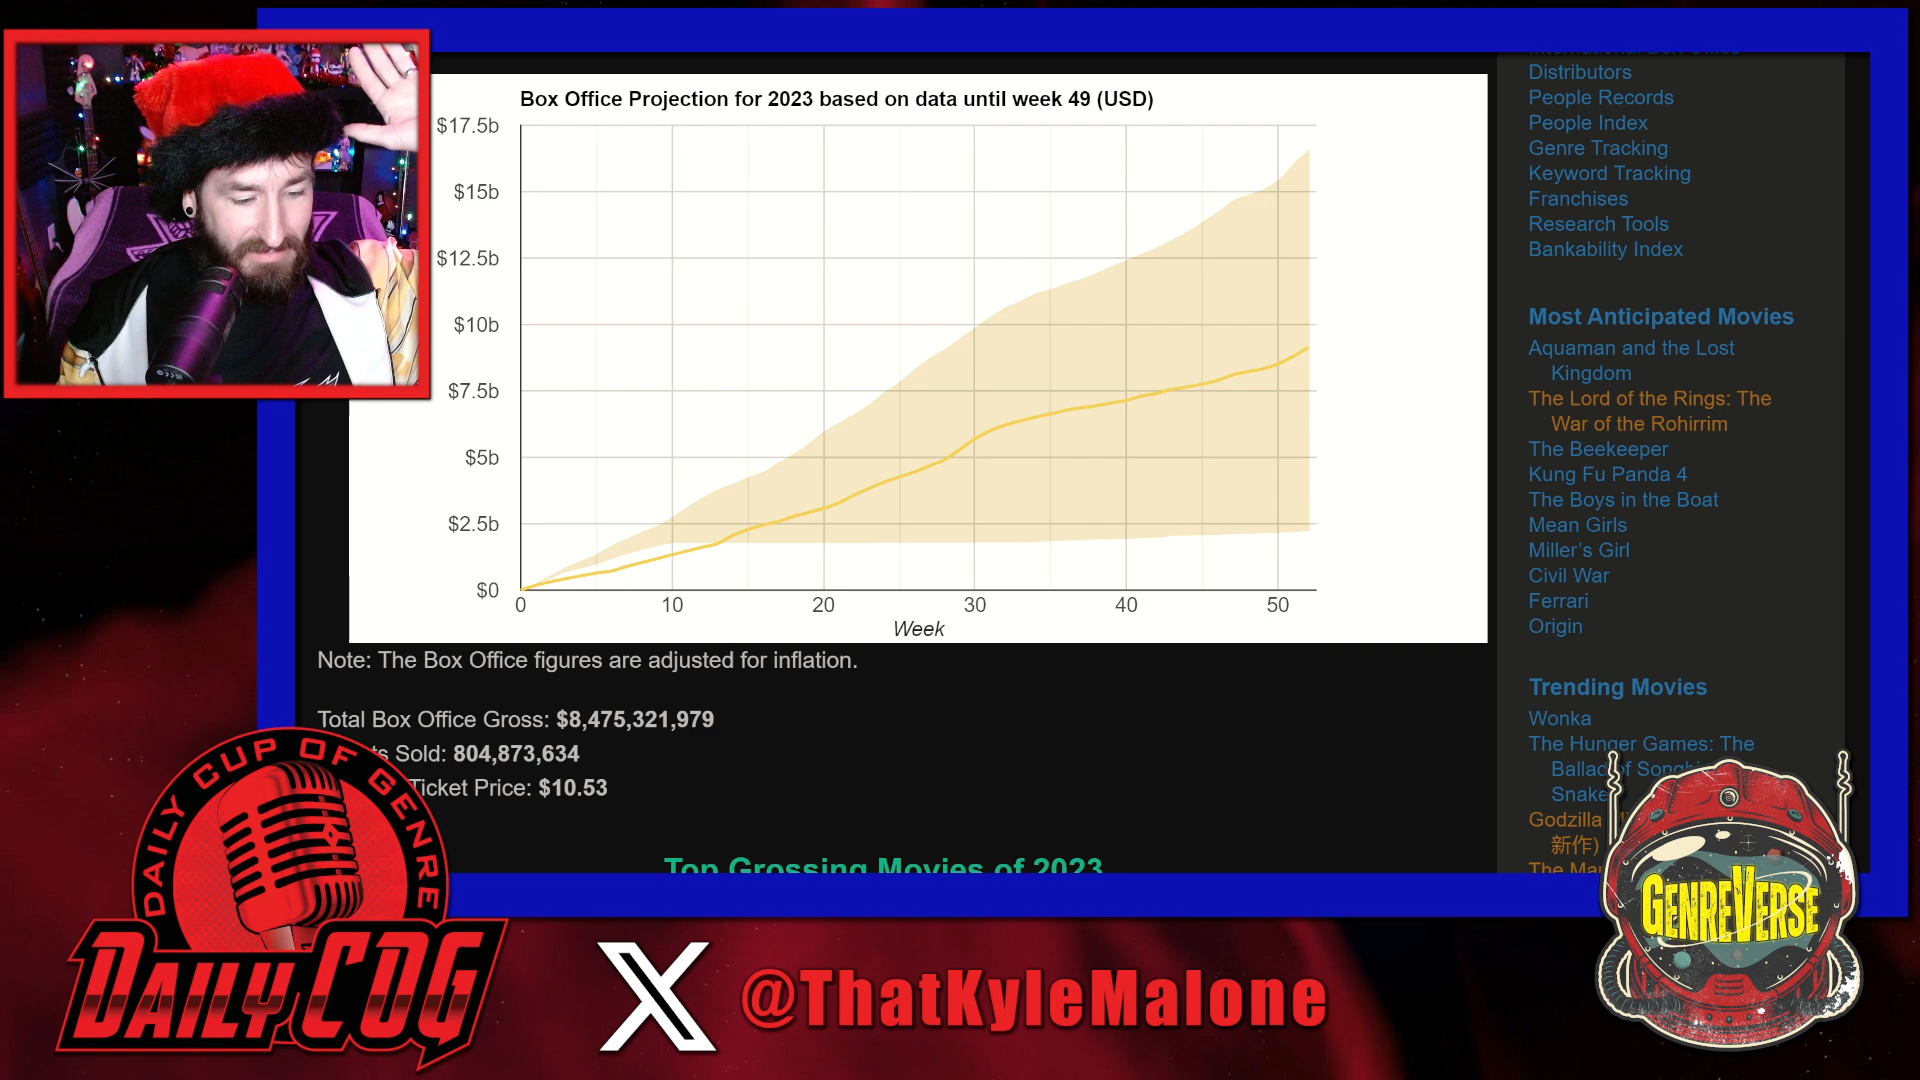 Box Office Projection for 2023 based on data until week 49 (USD)
$17.5b
$15b
$12.5b
$10b
$7.5b
$5b
$2.5b
$0
0 10 20 30 40 50
Week
Note: The Box Office figures are adjusted for inflation.
Total Box Office Gross: $8,475,321,979
Sold: 804,873,634
Ticket Price: $10.53
Top Grossing Movies of 2023
Distributors
People Records
People Index
Genre Tracking
Keyword Tracking
Franchises
Research Tools
Bankability Index
Most Anticipated Movies
Aquaman and the Lost
Kingdom
The Lord of the Rings: The
War of the Rohirrim
The Beekeeper
Kung Fu Panda 4
The Boys in the Boat
Mean Girls
Miller's Girl
Civil War
Ferrari
Origin
Trending Movies
Wonka
The Hunger Games: The
Godzilla
新作)
The
DAILY CUP OF GENRE
DAILY COG
X @ThatKyleMalone
GENREVERSE